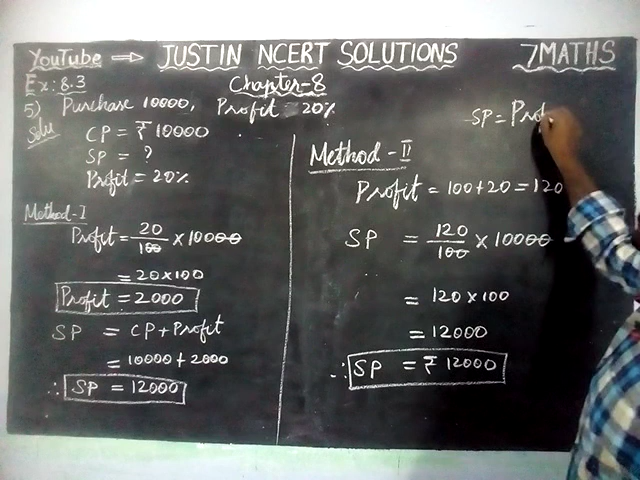 YouTube → JUSTIN NCERT SOLUTIONS 7MATHS
Ex: 8.3 Chapter-8
5) Purchase 10000, Profit = 20%
Solu
CP = ₹ 10000
SP = ?
Profit = 20%
Method-I
Profit = 20/100 × 10000
= 20×100
Profit = 2000
SP = CP + Profit
= 10000 + 2000
∴ SP = 12000
SP = Prof
Method - II
Profit = 100+20 = 120
SP = 120/100 × 10000
= 120 × 100
= 12000
∴ SP = ₹ 12000